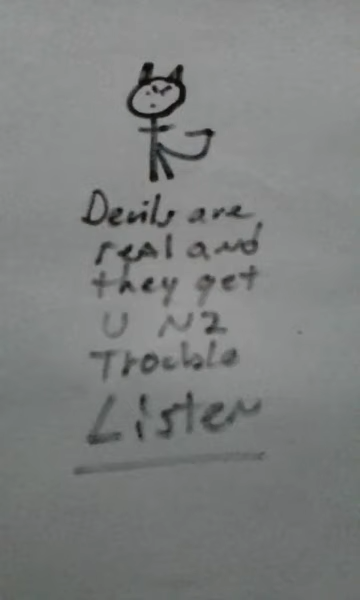 Devils are
real and
they get
U N2
Trouble
Listen